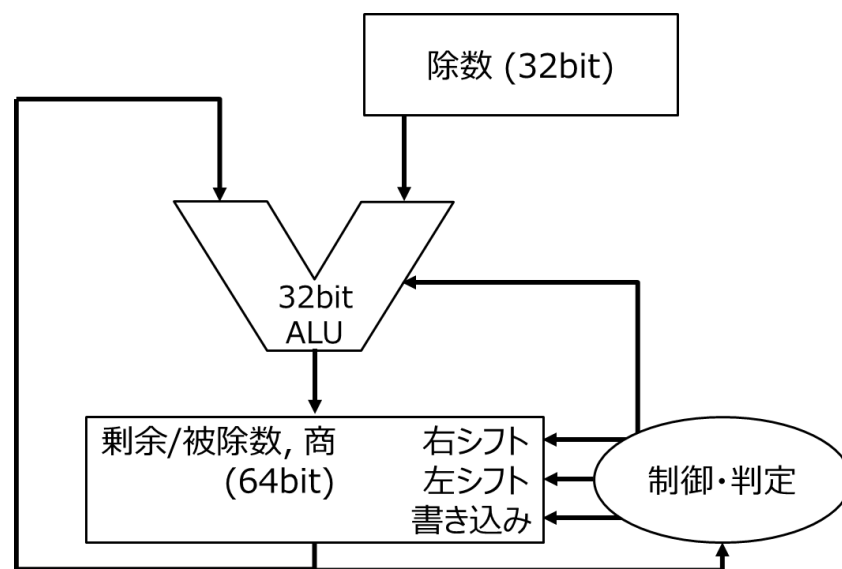 除数 (32bit)
32bit
ALU
剰余/被除数, 商
(64bit)
右シフト
左シフト
書き込み
制御・判定